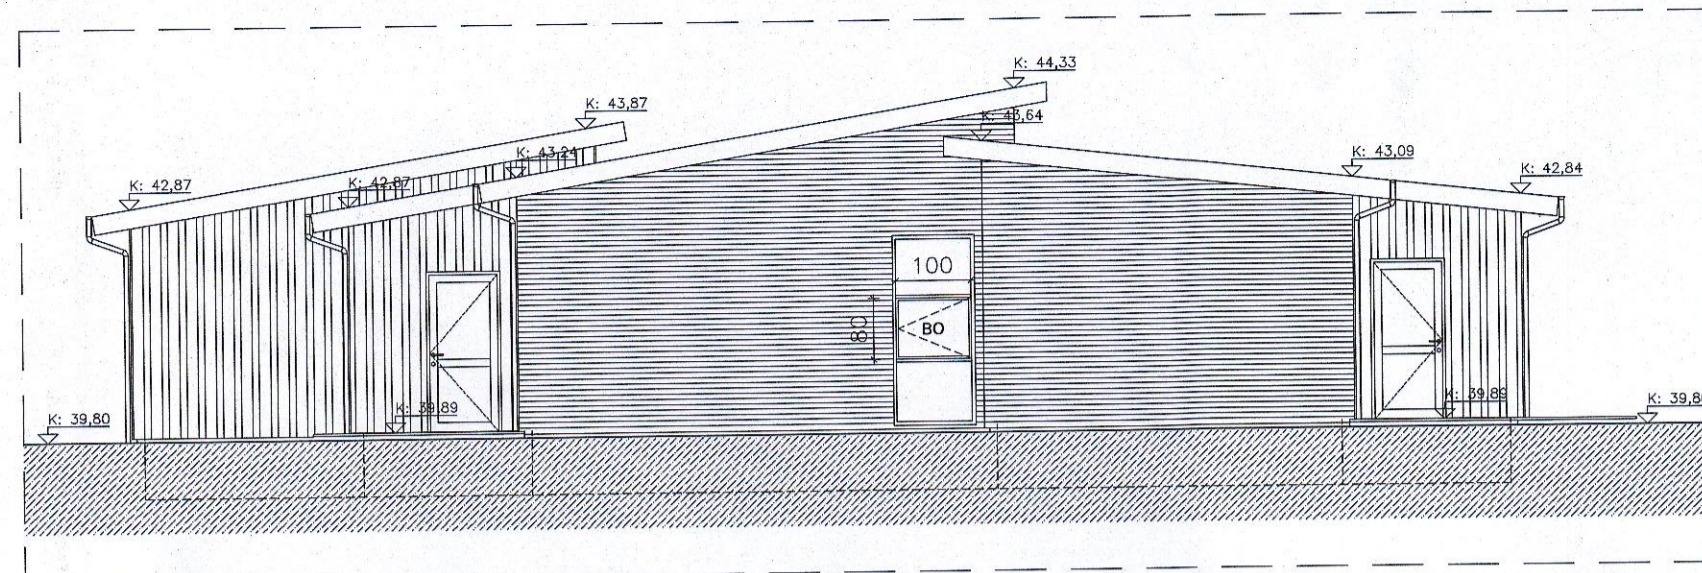 K: 44,33
K: 43,87
K: 43,64
K: 43,24
K: 43,09
K: 42,87
K: 42,87
K: 42,84
100
80
BO
K: 39,89
K: 39,89
K: 39,80